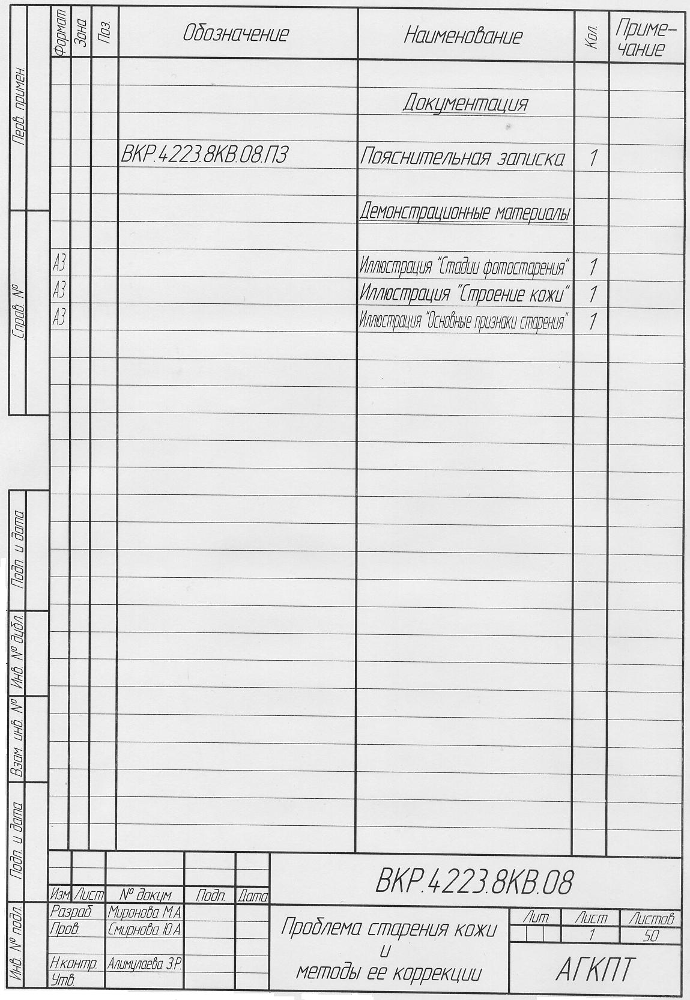 Формат Зона Поз. Обозначение Наименование Кол. Приме-
чание
Документация
ВКР.4223.8КВ.08.ПЗ Пояснительная записка 1
Демонстрационные материалы
А3 Иллюстрация "Стадии фотостарения" 1
А3 Иллюстрация "Строение кожи" 1
А3 Иллюстрация "Основные признаки старения" 1
Перв. примен.
Справ. №
Подп. и дата
Инв. № дубл.
Взам. инв. №
Подп. и дата
Инв. № подл.
ВКР.4223.8КВ.08
Изм. Лист № докум. Подп. Дата
Разраб. Миронова М.А.
Пров. Смирнова Ю.А.
Н.контр. Алимулаева З.Р.
Утв.
Проблема старения кожи
и
методы ее коррекции
Лит. Лист Листов
1 50
АГКПТ